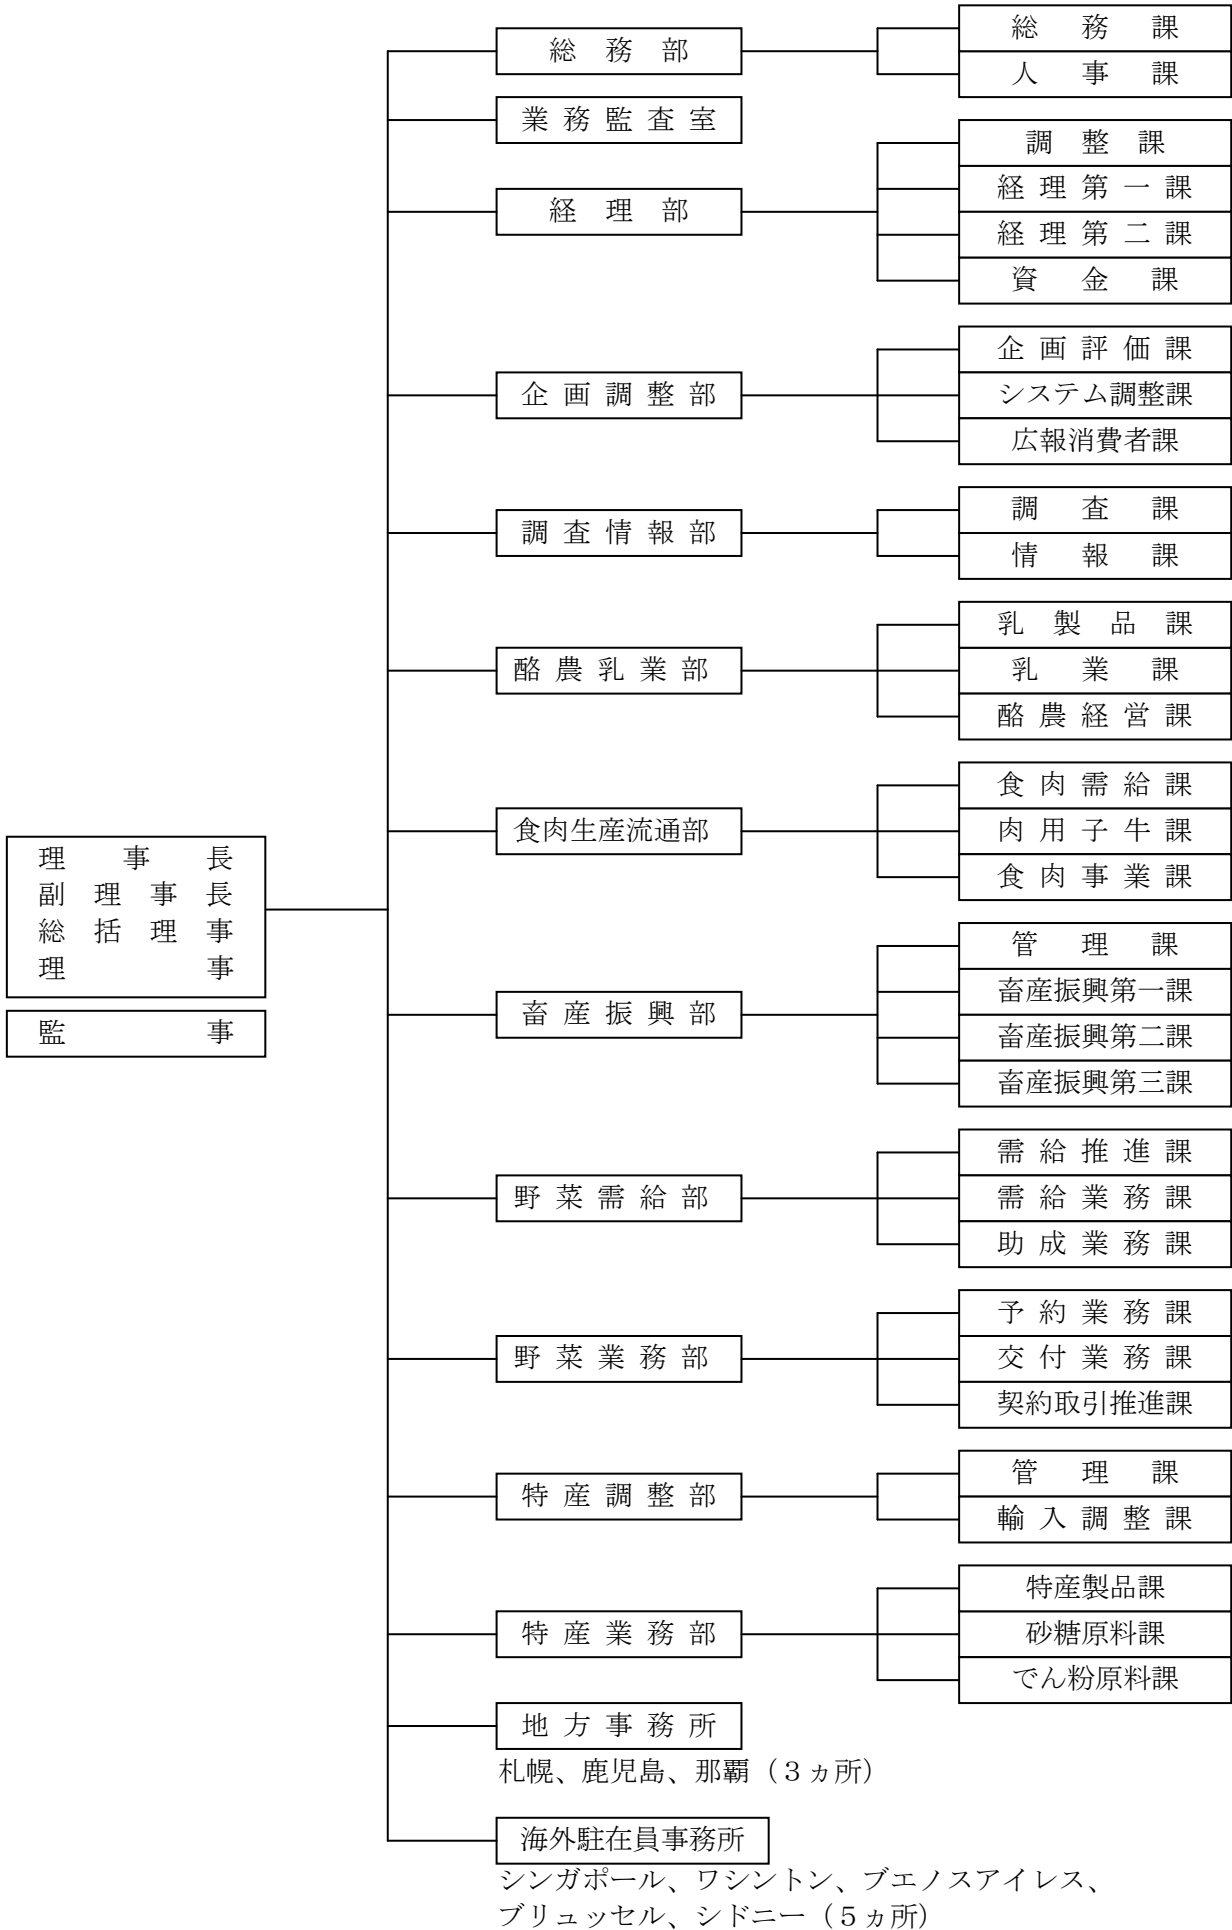 理事長
副理事長
総括理事
理事
監事
総務部
総務課
人事課
業務監査室
経理部
調整課
経理第一課
経理第二課
資金課
企画調整部
企画評価課
システム調整課
広報消費者課
調査情報部
調査課
情報課
酪農乳業部
乳製品課
乳業課
酪農経営課
食肉生産流通部
食肉需給課
肉用子牛課
食肉事業課
畜産振興部
管理課
畜産振興第一課
畜産振興第二課
畜産振興第三課
野菜需給部
需給推進課
需給業務課
助成業務課
野菜業務部
予約業務課
交付業務課
契約取引推進課
特産調整部
管理課
輸入調整課
特産業務部
特産製品課
砂糖原料課
でん粉原料課
地方事務所
札幌、鹿児島、那覇(3ヵ所)
海外駐在員事務所
シンガポール、ワシントン、ブエノスアイレス、
ブリュッセル、シドニー(5ヵ所)